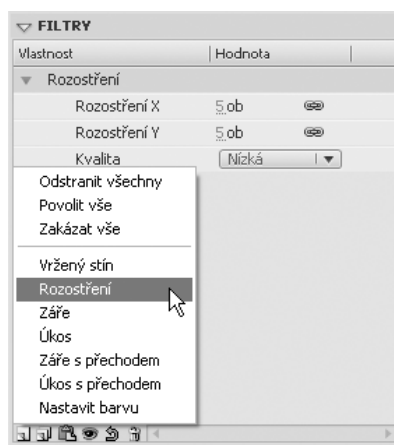 FILTRY
Vlastnost Hodnota
Rozostření
Rozostření X 5 ob
Rozostření Y 5 ob
Kvalita Nízká
Odstranit všechny
Povolit vše
Zakázat vše
Vržený stín
Rozostření
Záře
Úkos
Záře s přechodem
Úkos s přechodem
Nastavit barvu